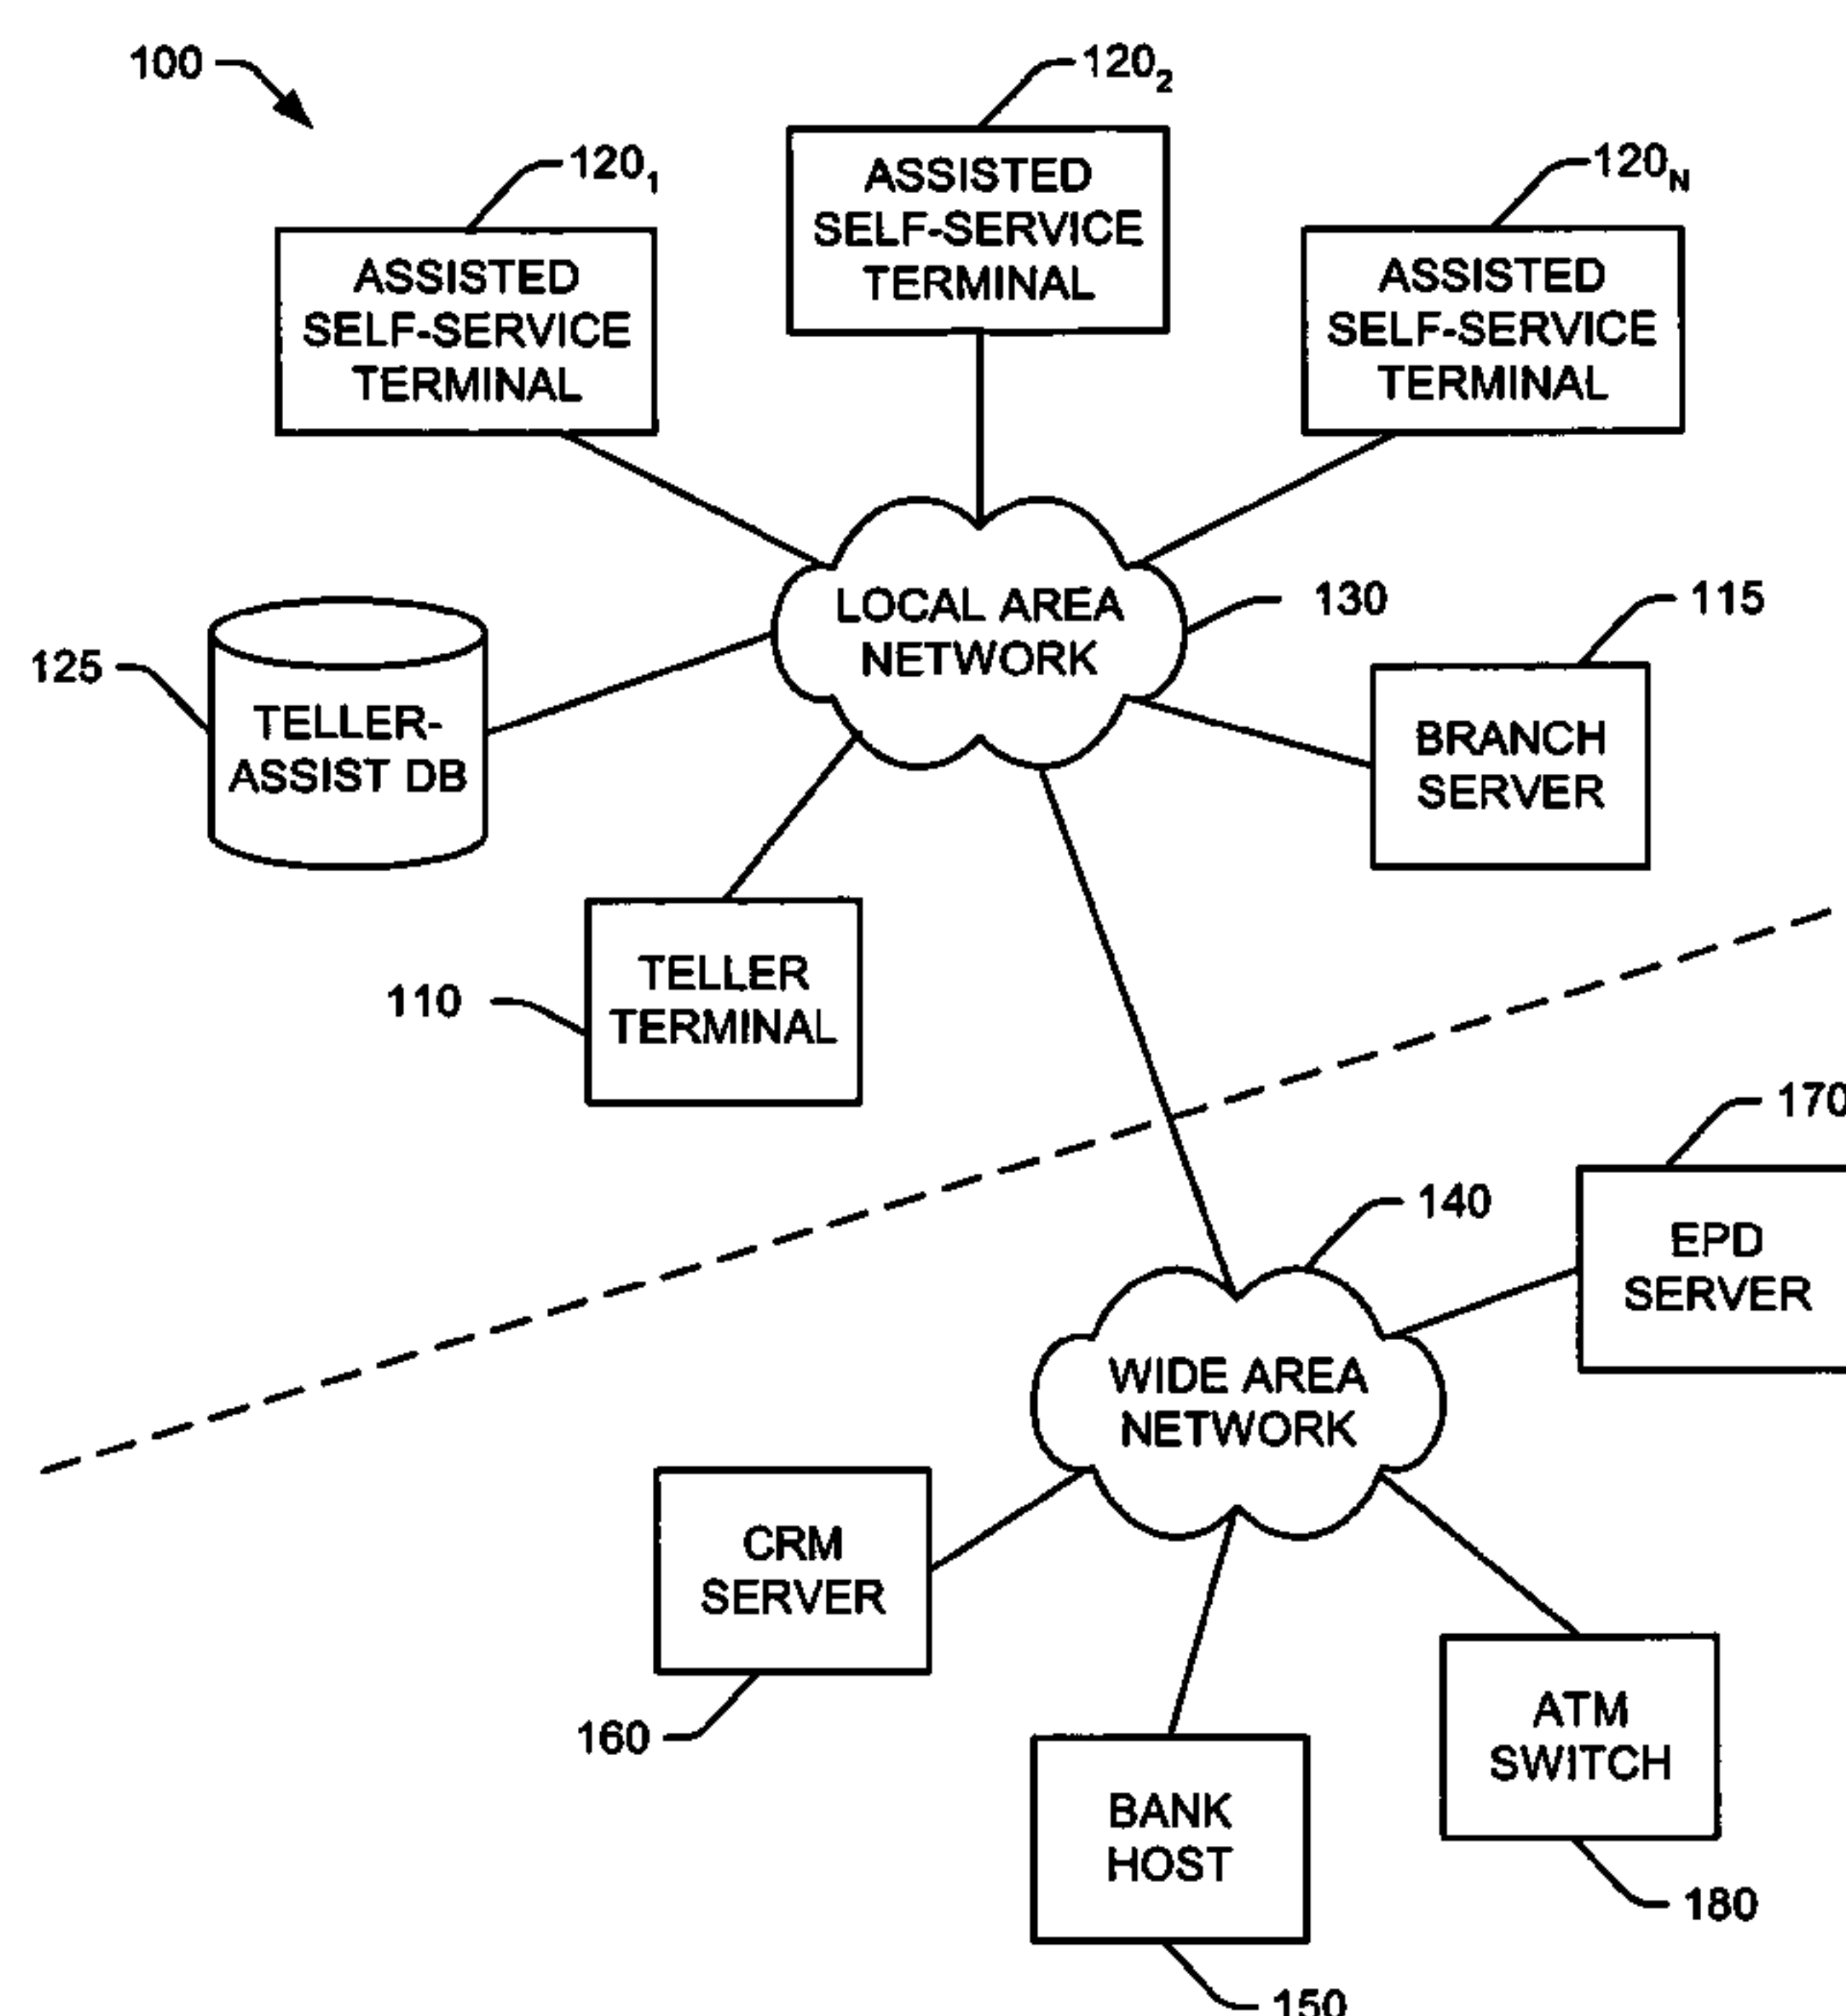 100
120₂
120₁
120N
ASSISTED
SELF-SERVICE
TERMINAL
ASSISTED
SELF-SERVICE
TERMINAL
ASSISTED
SELF-SERVICE
TERMINAL
LOCAL AREA
NETWORK
130
115
125
TELLER-
ASSIST DB
BRANCH
SERVER
TELLER
TERMINAL
110
170
140
EPD
SERVER
WIDE AREA
NETWORK
CRM
SERVER
160
ATM
SWITCH
BANK
HOST
180
150